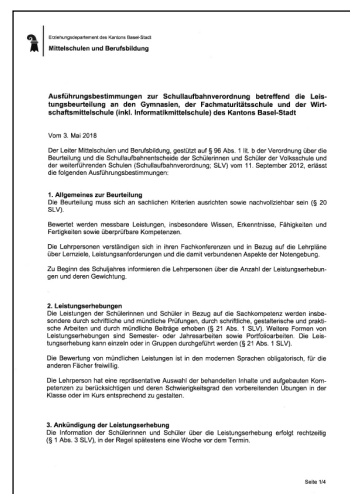 Erziehungsdepartement des Kantons Basel-Stadt
Mittelschulen und Berufsbildung
Ausführungsbestimmungen zur Schullaufbahnverordnung betreffend die Leis-
tungsbeurteilung an den Gymnasien, der Fachmaturitätsschule und der Wirt-
schaftsmittelschule (inkl. Informatikmittelschule) des Kantons Basel-Stadt
Vom 3. Mai 2018
Der Leiter Mittelschulen und Berufsbildung, gestützt auf § 96 Abs. 1 lit. b der Verordnung über die
Beurteilung und die Schullaufbahnentscheide der Schülerinnen und Schüler der Volksschule und
der weiterführenden Schulen (Schullaufbahnverordnung; SLV) vom 11. September 2012, erlässt
die folgenden Ausführungsbestimmungen:
1. Allgemeines zur Beurteilung
Die Beurteilung muss sich an sachlichen Kriterien ausrichten sowie nachvollziehbar sein (§ 20
SLV).
Bewertet werden messbare Leistungen, insbesondere Wissen, Erkenntnisse, Fähigkeiten und
Fertigkeiten sowie überprüfbare Kompetenzen.
Die Lehrpersonen verständigen sich in ihren Fachkonferenzen und in Bezug auf die Lehrpläne
über Lernziele, Leistungsanforderungen und die damit verbundenen Aspekte der Notengebung.
Zu Beginn des Schuljahres informieren die Lehrpersonen über die Anzahl der Leistungserhebun-
gen und deren Gewichtung.
2. Leistungserhebungen
Die Leistungen der Schülerinnen und Schüler in Bezug auf die Sachkompetenz werden insbe-
sondere durch schriftliche und mündliche Prüfungen, durch schriftliche, gestalterische und prakti-
sche Arbeiten und durch mündliche Beiträge erhoben (§ 21 Abs. 1 SLV). Weitere Formen von
Leistungserhebungen sind Semester- oder Jahresarbeiten sowie Portfolioarbeiten. Die Leis-
tungserhebung kann einzeln oder in Gruppen durchgeführt werden (§ 21 Abs. 1 SLV).
Die Bewertung von mündlichen Leistungen ist in den modernen Sprachen obligatorisch, für die
anderen Fächer freiwillig.
Die Lehrperson hat eine repräsentative Auswahl der behandelten Inhalte und aufgebauten Kom-
petenzen zu berücksichtigen und deren Schwierigkeitsgrad den vorbereitenden Übungen in der
Klasse oder im Kurs entsprechend zu gestalten.
3. Ankündigung der Leistungserhebung
Die Information der Schülerinnen und Schüler über die Leistungserhebung erfolgt rechtzeitig
(§ 1 Abs. 3 SLV), in der Regel spätestens eine Woche vor dem Termin.
Seite 1/4